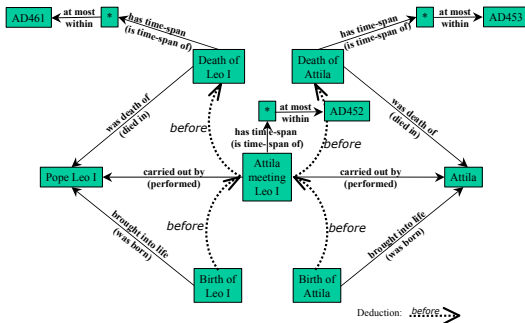 AD461
at most
within
*
has time-span
(is time-span of)
Death of
Leo I
has time-span
(is time-span of)
*
at most
within
AD453
Death of
Attila
was death of
(died in)
before
*
at most
within
AD452
has time-span
(is time-span of)
before
was death of
(died in)
Pope Leo I
carried out by
(performed)
Attila
meeting
Leo I
carried out by
(performed)
Attila
brought into life
(was born)
before
before
brought into life
(was born)
Birth of
Leo I
Birth of
Attila
Deduction: before